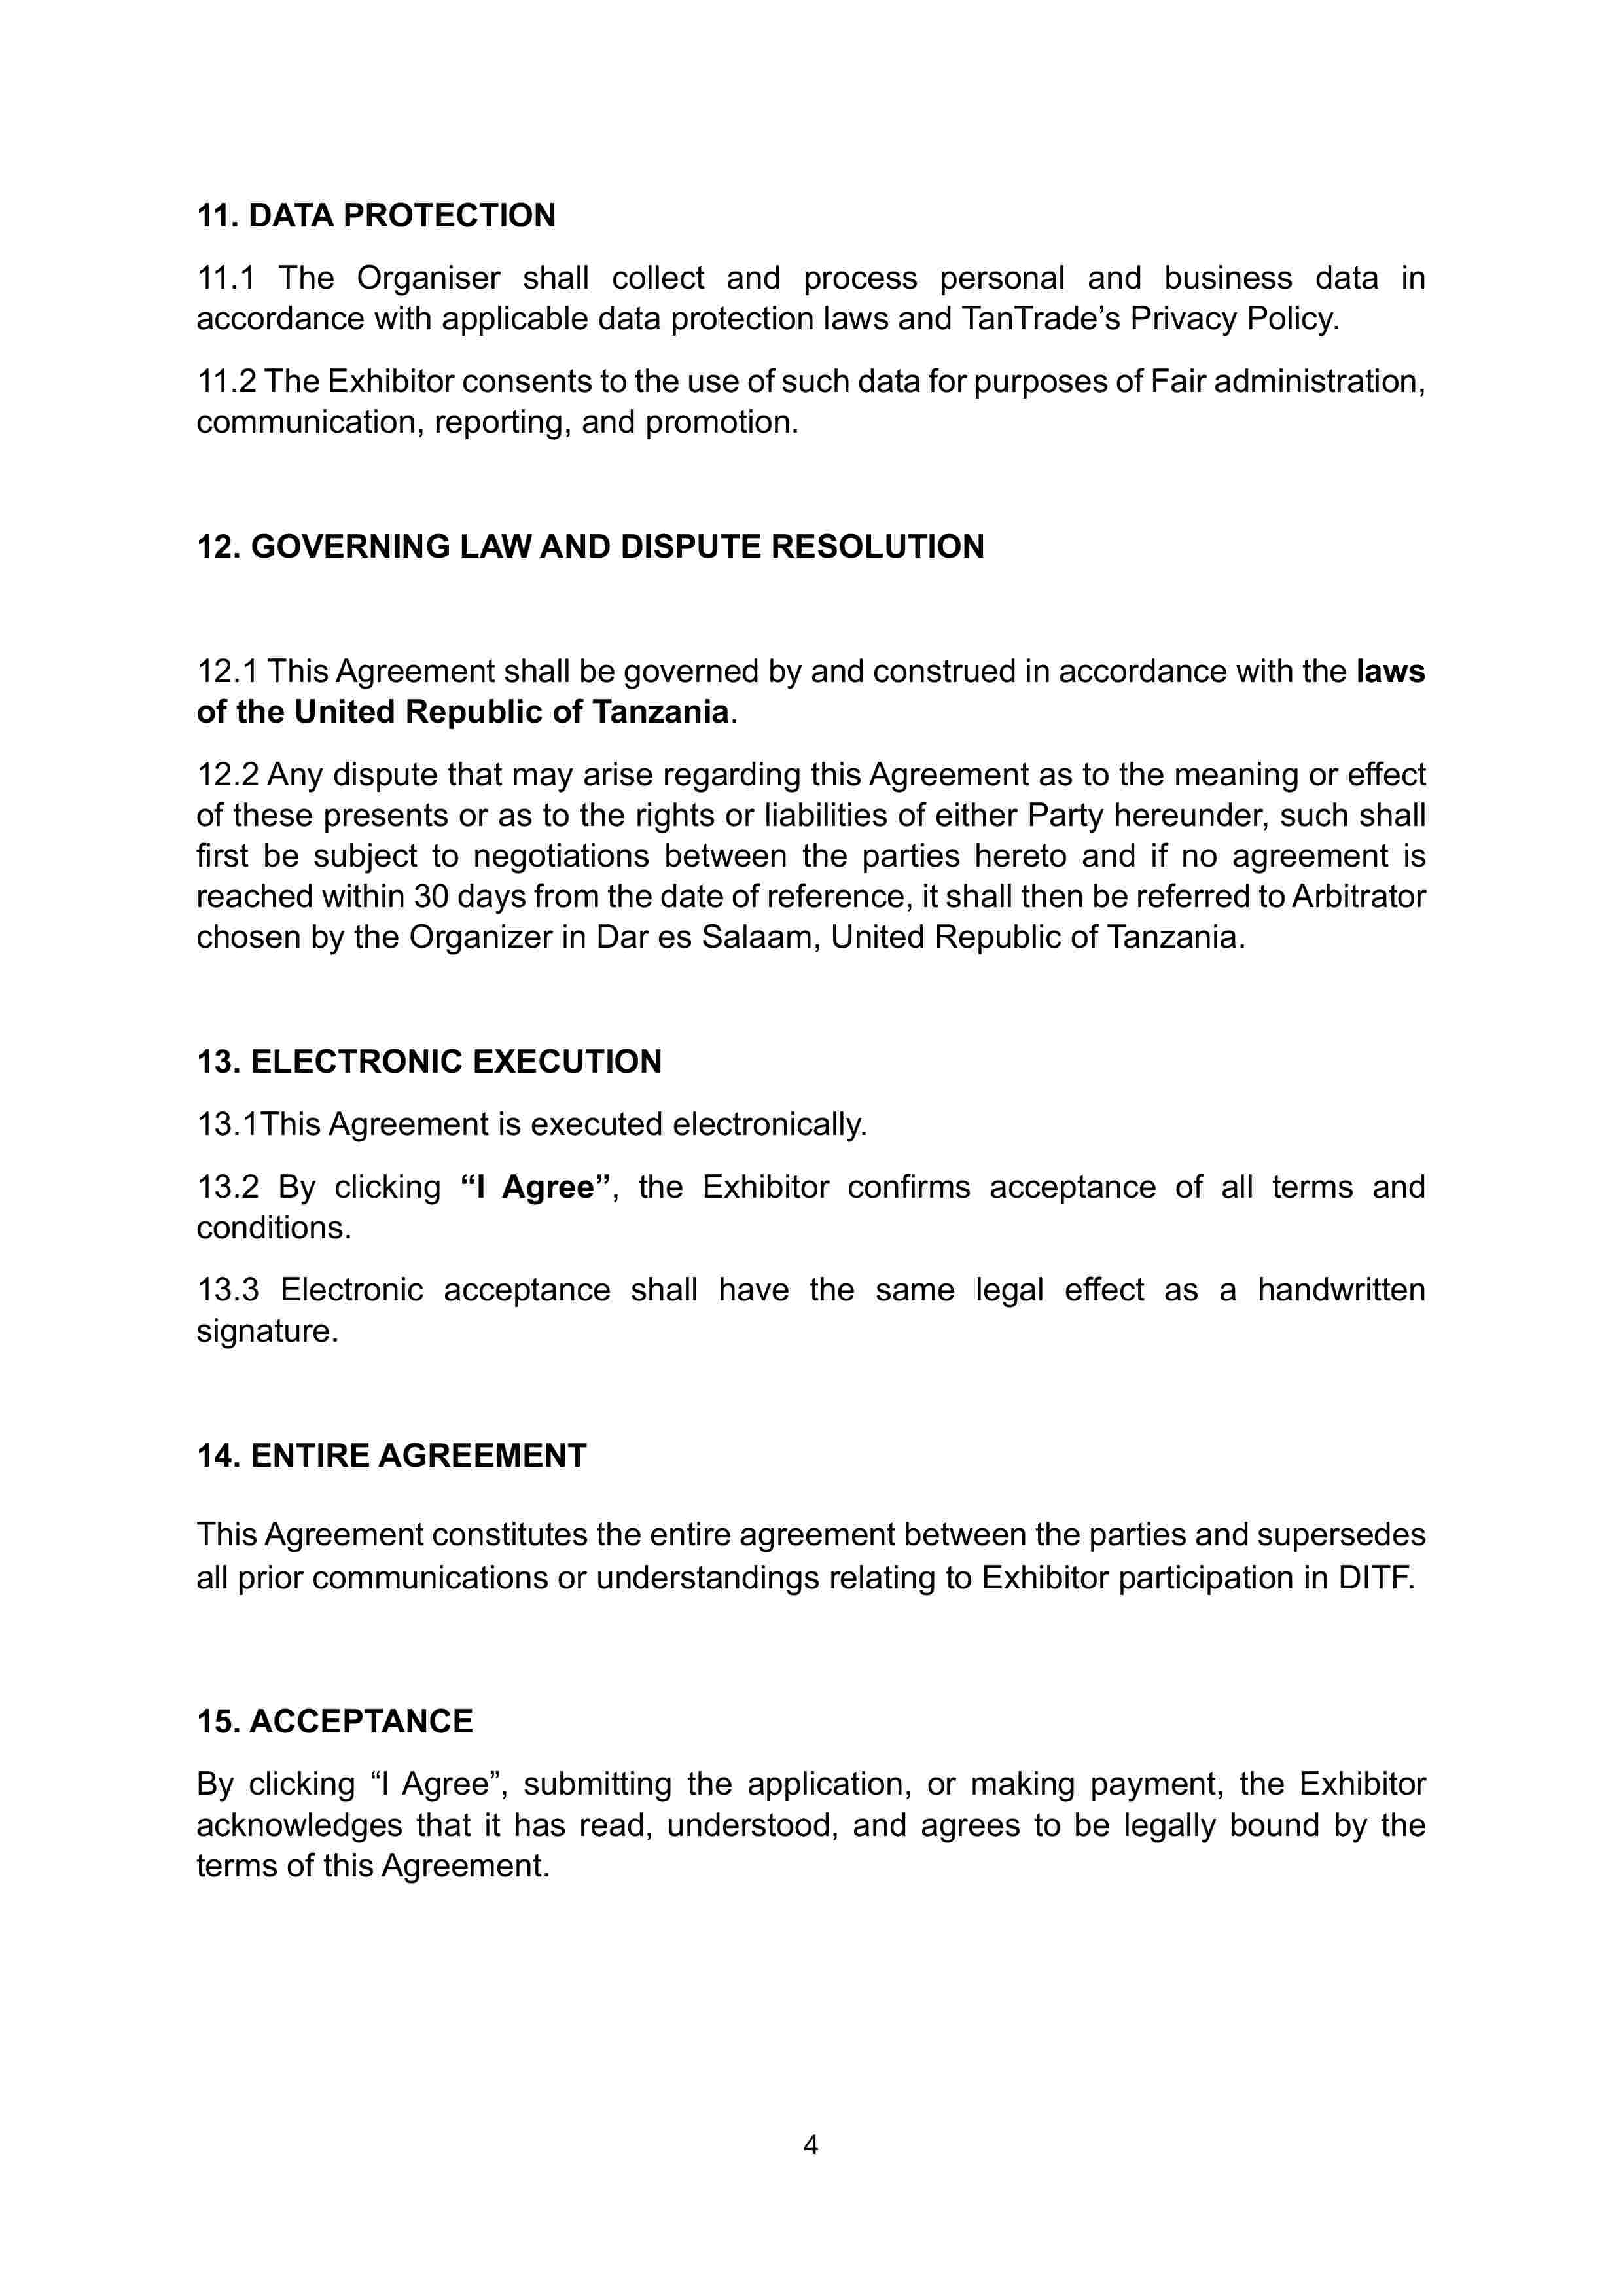 11. DATA PROTECTION
11.1 The Organiser shall collect and process personal and business data in
accordance with applicable data protection laws and TanTrade’s Privacy Policy.
11.2 The Exhibitor consents to the use of such data for purposes of Fair administration,
communication, reporting, and promotion.
12. GOVERNING LAW AND DISPUTE RESOLUTION
12.1 This Agreement shall be governed by and construed in accordance with the laws
of the United Republic of Tanzania.
12.2 Any dispute that may arise regarding this Agreement as to the meaning or effect
of these presents or as to the rights or liabilities of either Party hereunder, such shall
first be subject to negotiations between the parties hereto and if no agreement is
reached within 30 days from the date of reference, it shall then be referred to Arbitrator
chosen by the Organizer in Dar es Salaam, United Republic of Tanzania.
13. ELECTRONIC EXECUTION
13.1This Agreement is executed electronically.
13.2 By clicking “I Agree”, the Exhibitor confirms acceptance of all terms and
conditions.
13.3 Electronic acceptance shall have the same legal effect as a handwritten
signature.
14. ENTIRE AGREEMENT
This Agreement constitutes the entire agreement between the parties and supersedes
all prior communications or understandings relating to Exhibitor participation in DITF.
15. ACCEPTANCE
By clicking “I Agree”, submitting the application, or making payment, the Exhibitor
acknowledges that it has read, understood, and agrees to be legally bound by the
terms of this Agreement.
4